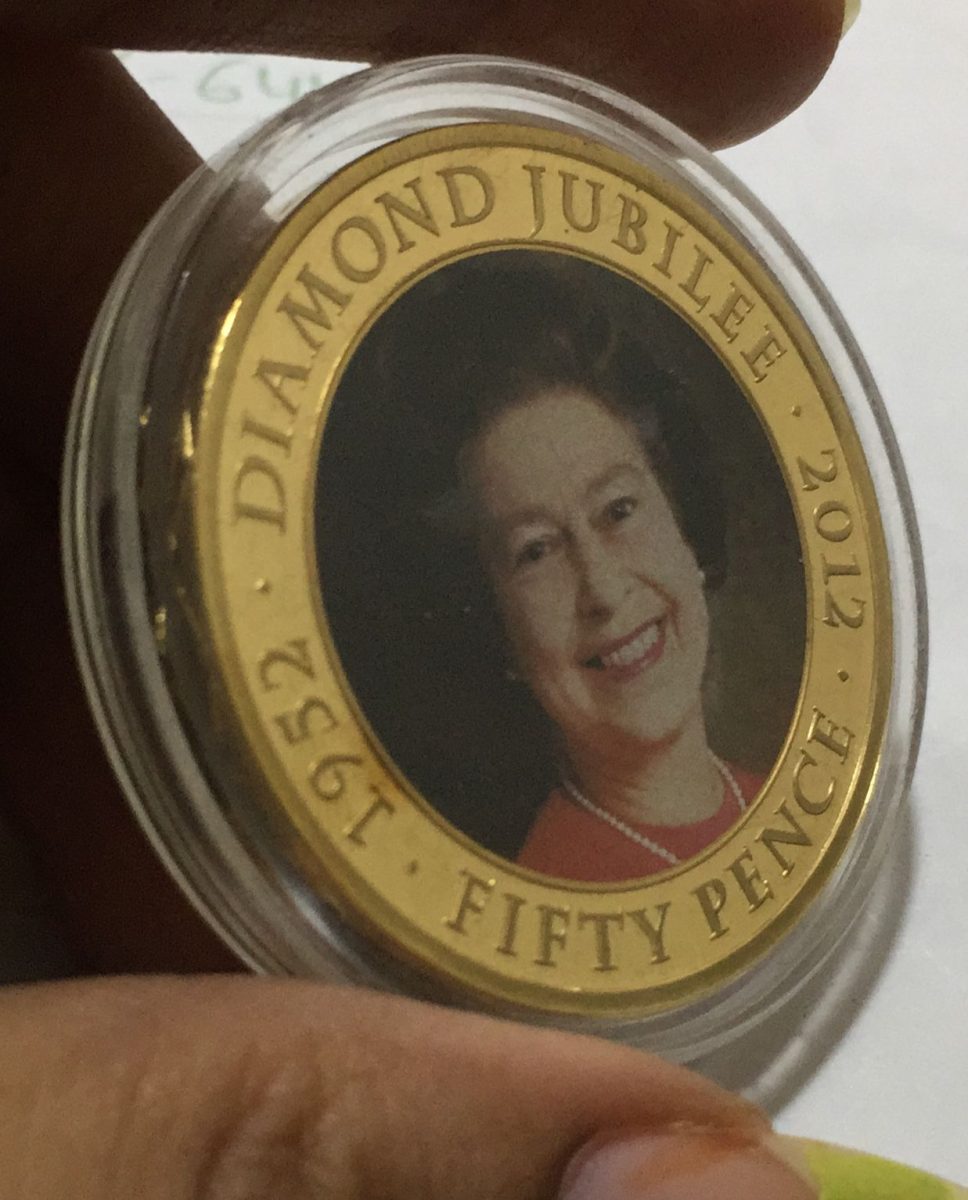 DIAMOND JUBILEE · 2012 · FIFTY PENCE · 1952 ·